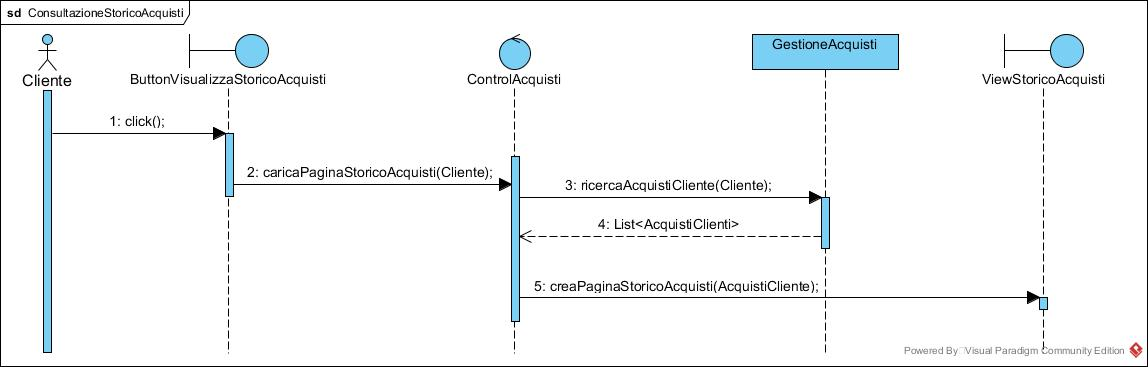 sd ConsultazioneStoricoAcquisti
Cliente
ButtonVisualizzaStoricoAcquisti
ControlAcquisti
GestioneAcquisti
ViewStoricoAcquisti
1: click();
2: caricaPaginaStoricoAcquisti(Cliente);
3: ricercaAcquistiCliente(Cliente);
4: List<AcquistiClienti>
5: creaPaginaStoricoAcquisti(AcquistiCliente);
Powered By Visual Paradigm Community Edition